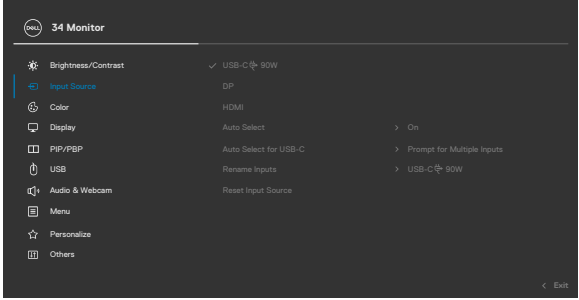 DELL 34 Monitor
Brightness/Contrast USB-C 90W
Input Source DP
Color HDMI
Display Auto Select On
PIP/PBP Auto Select for USB-C Prompt for Multiple Inputs
USB Rename Inputs USB-C 90W
Audio & Webcam Reset Input Source
Menu
Personalize
Others
Exit